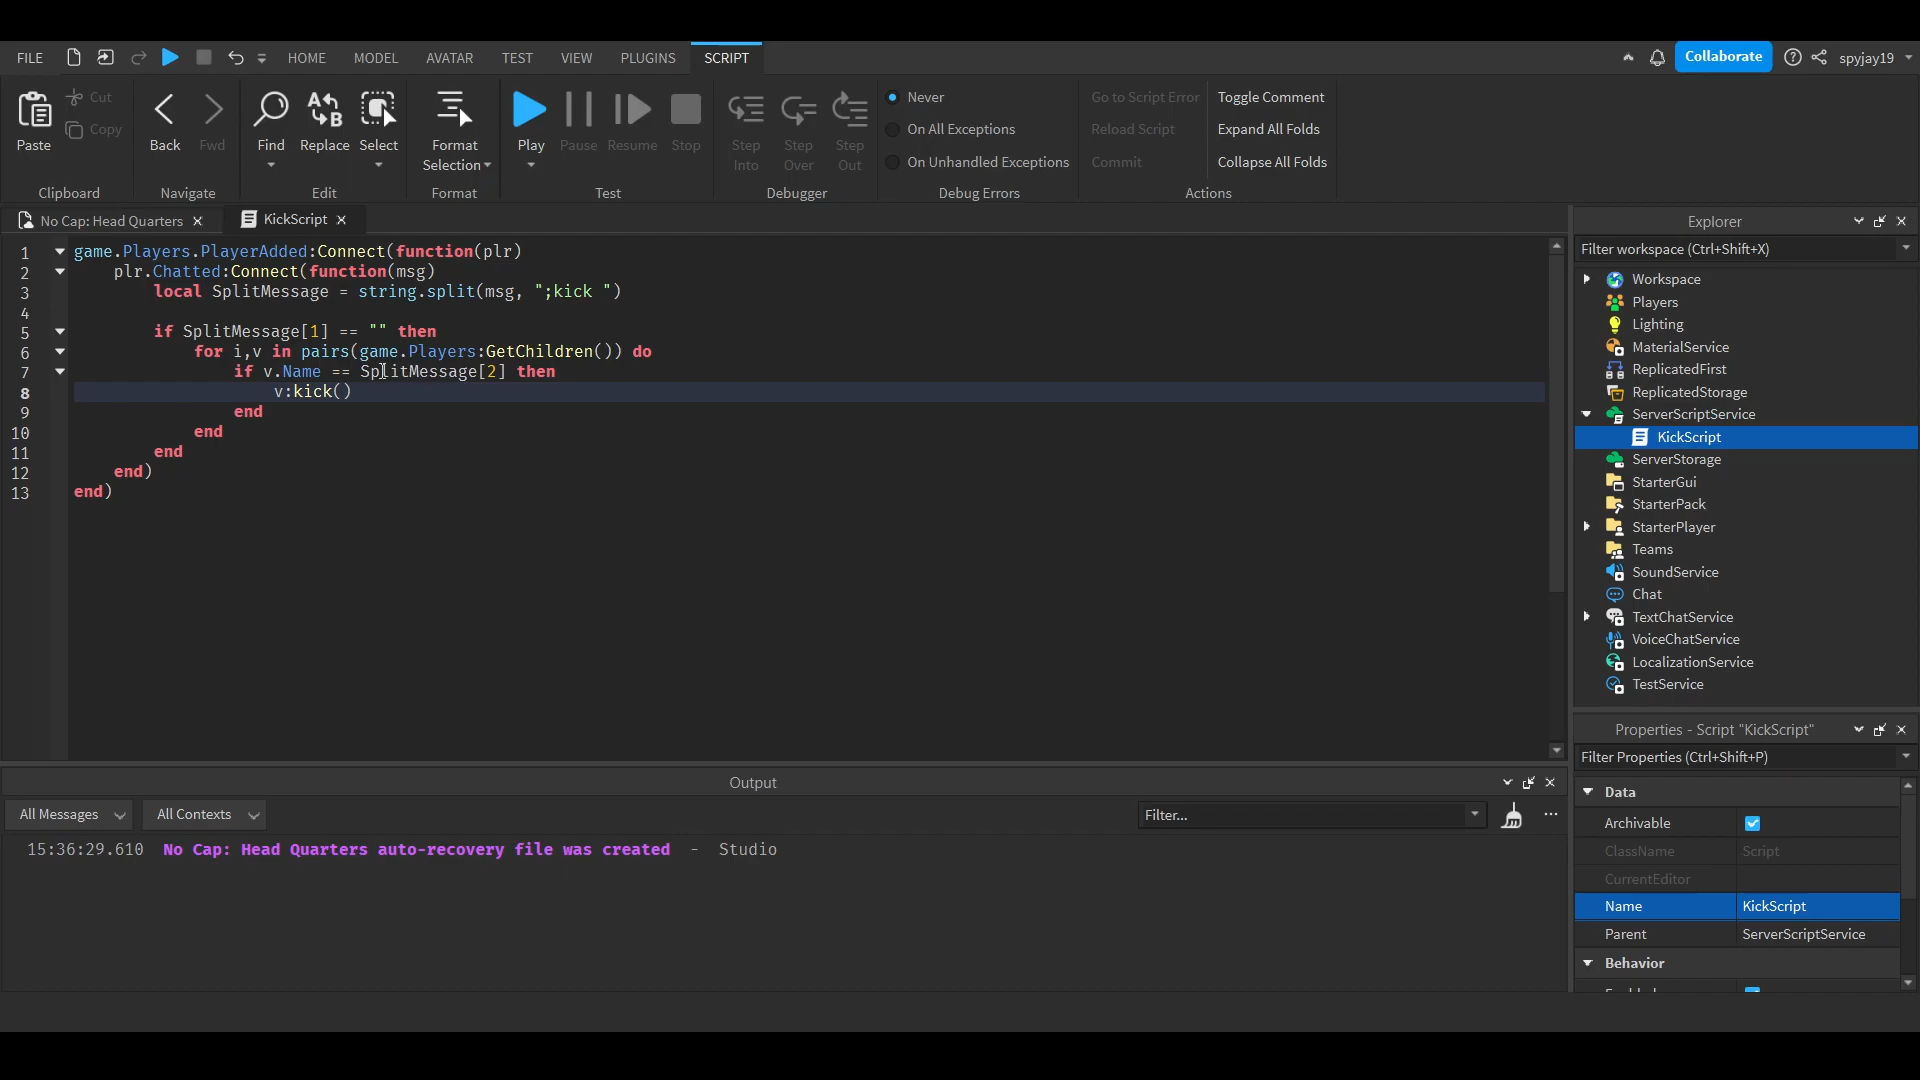 FILE HOME MODEL AVATAR TEST VIEW PLUGINS SCRIPT Collaborate spyjay19
Paste Cut Copy
Clipboard
Back Fwd
Navigate
Find Replace Select
Edit
Format Selection
Format
Play Pause Resume Stop
Test
Step Into Step Over Step Out
Debugger
Never
On All Exceptions
On Unhandled Exceptions
Debug Errors
Go to Script Error Toggle Comment
Reload Script Expand All Folds
Commit Collapse All Folds
Actions
No Cap: Head Quarters KickScript
1 game.Players.PlayerAdded:Connect(function(plr)
2 plr.Chatted:Connect(function(msg)
3 local SplitMessage = string.split(msg, ";kick ")
4
5 if SplitMessage[1] == "" then
6 for i,v in pairs(game.Players:GetChildren()) do
7 if v.Name == SplitMessage[2] then
8 v:kick()
9 end
10 end
11 end
12 end)
13 end)
Output
All Messages All Contexts Filter... ...
15:36:29.610 No Cap: Head Quarters auto-recovery file was created - Studio
Explorer
Filter workspace (Ctrl+Shift+X)
Workspace
Players
Lighting
MaterialService
ReplicatedFirst
ReplicatedStorage
ServerScriptService
KickScript
ServerStorage
StarterGui
StarterPack
StarterPlayer
Teams
SoundService
Chat
TextChatService
VoiceChatService
LocalizationService
TestService
Properties - Script "KickScript"
Filter Properties (Ctrl+Shift+P)
Data
Archivable
ClassName Script
CurrentEditor
Name KickScript
Parent ServerScriptService
Behavior